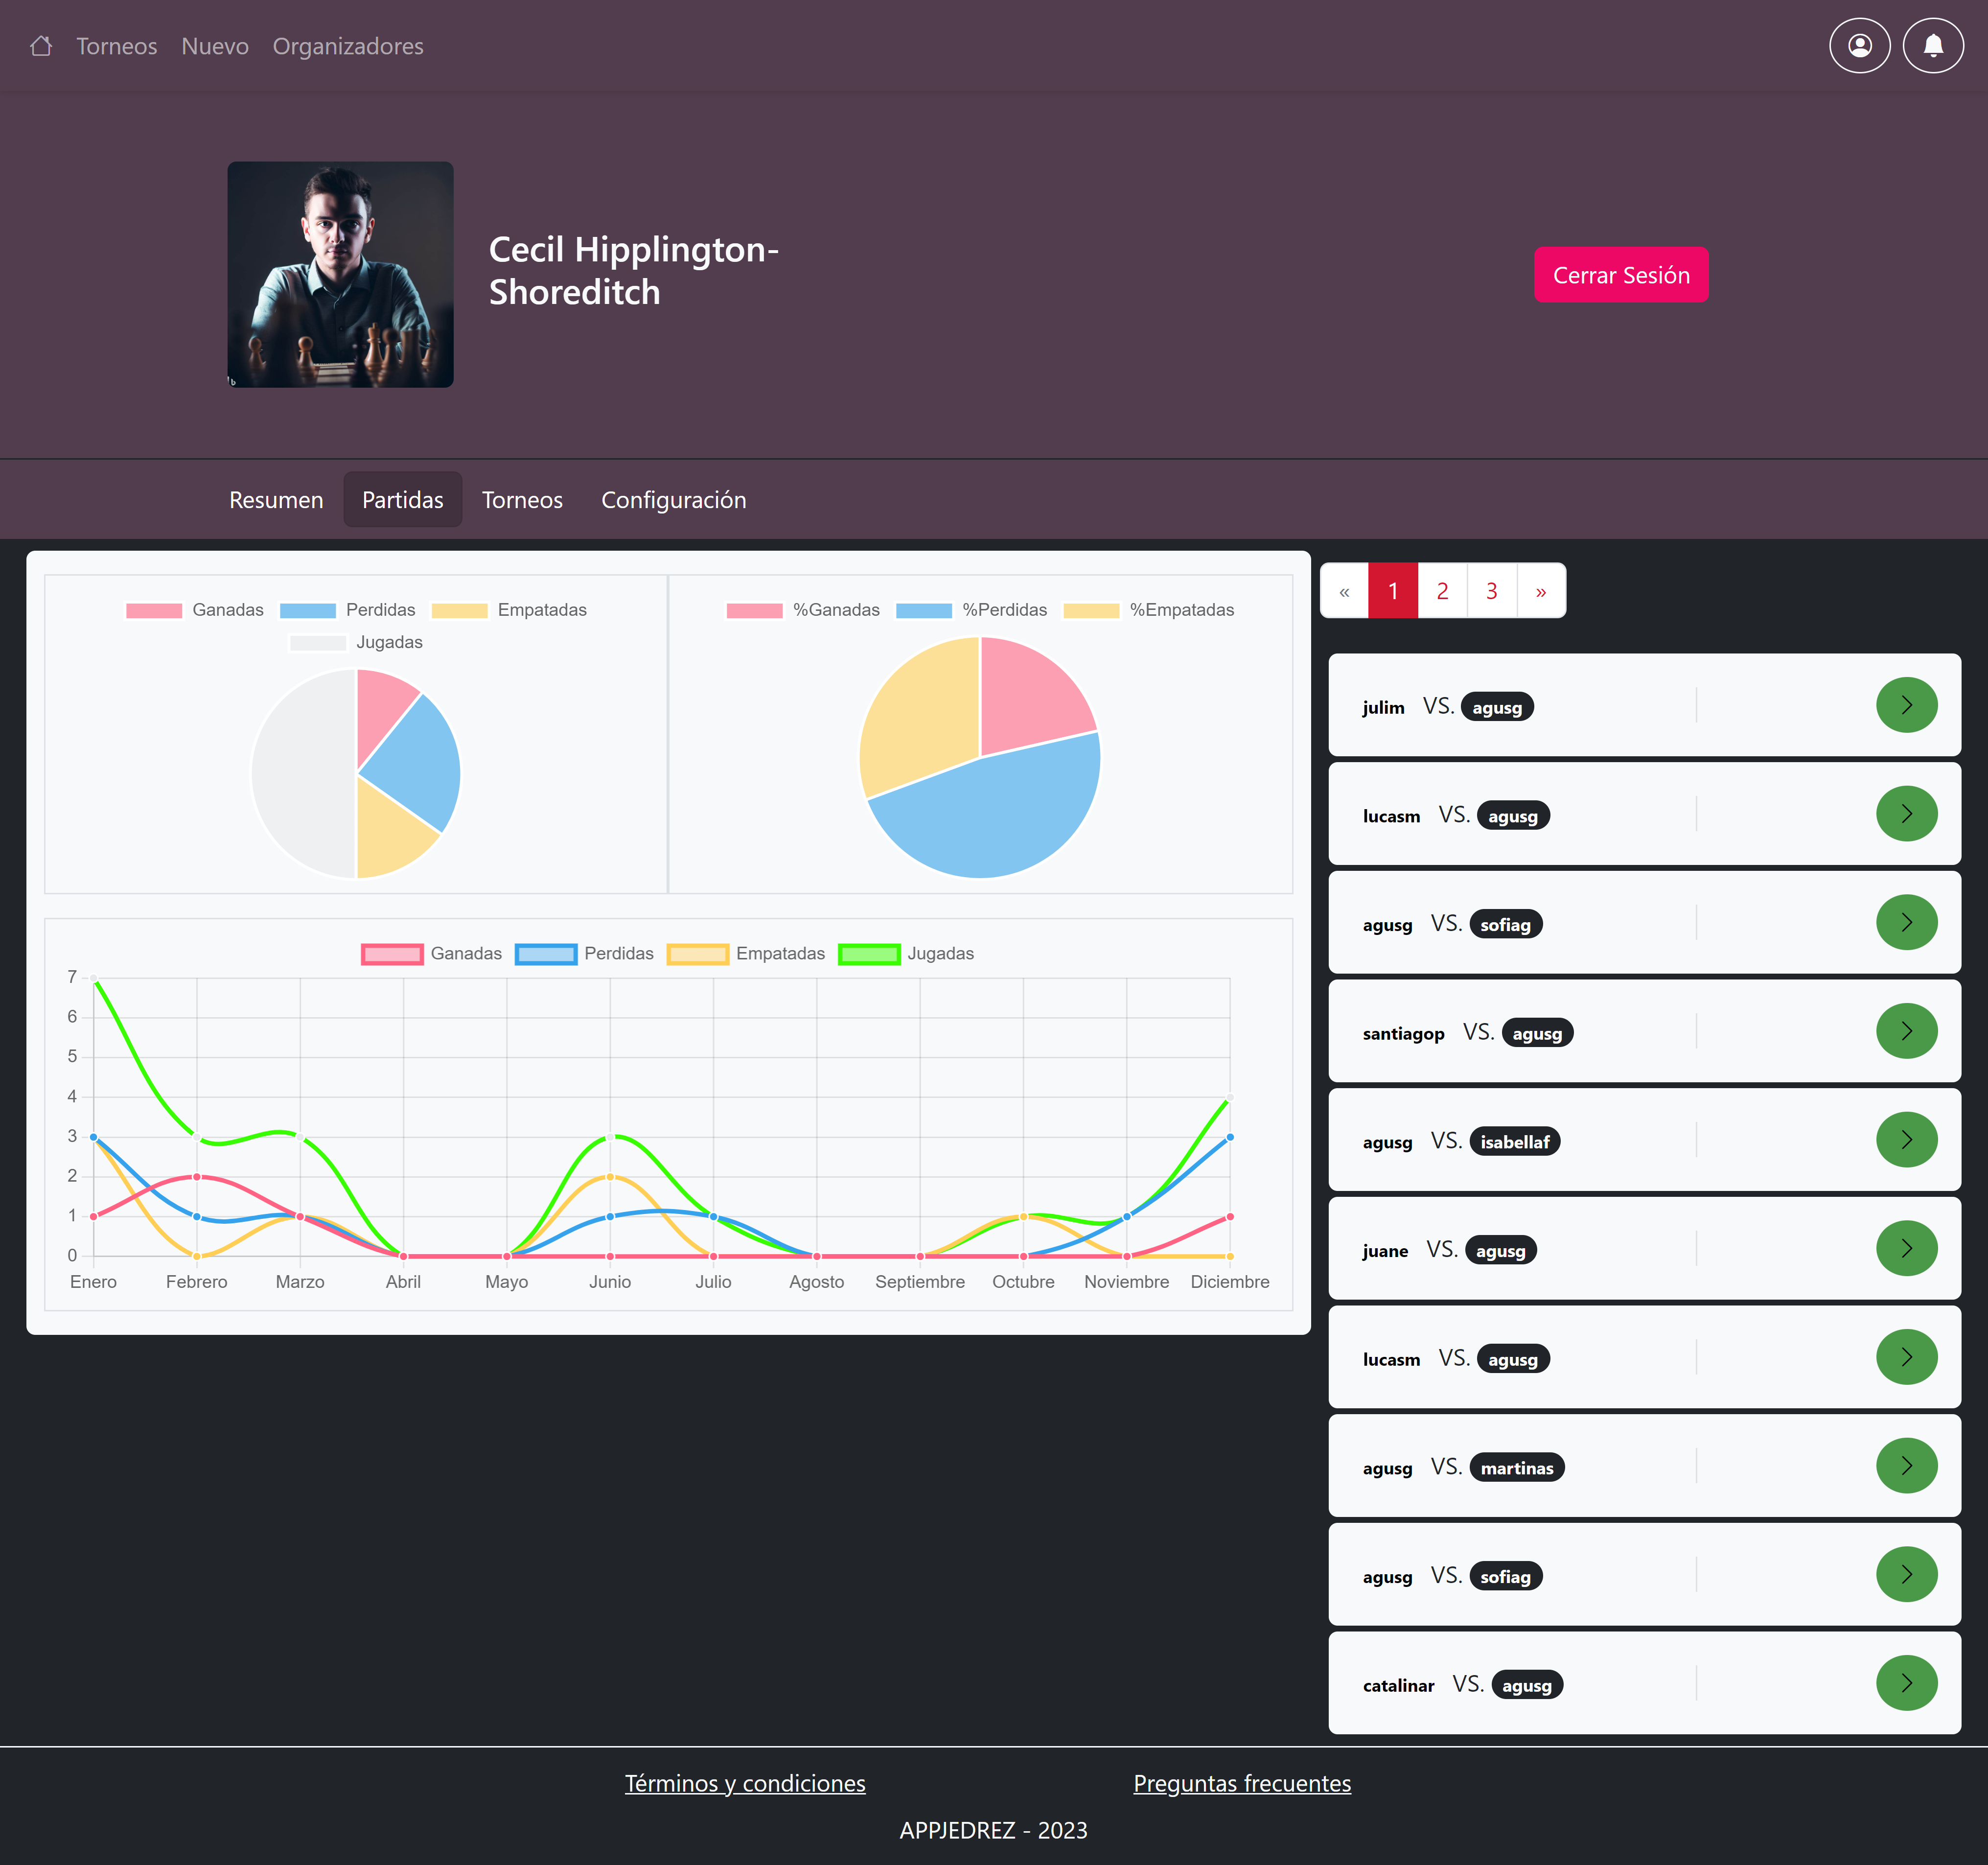 Torneos Nuevo Organizadores
Cecil Hipplington-
Shoreditch
Cerrar Sesión
Resumen Partidas Torneos Configuración
Ganadas Perdidas Empatadas
Jugadas
%Ganadas %Perdidas %Empatadas
Ganadas Perdidas Empatadas Jugadas
7
6
5
4
3
2
1
0
Enero Febrero Marzo Abril Mayo Junio Julio Agosto Septiembre Octubre Noviembre Diciembre
« 1 2 3 »
julim VS. agusg
lucasm VS. agusg
agusg VS. sofiag
santiagop VS. agusg
agusg VS. isabellaf
juane VS. agusg
lucasm VS. agusg
agusg VS. martinas
agusg VS. sofiag
catalinar VS. agusg
Términos y condiciones Preguntas frecuentes
APPJEDREZ - 2023